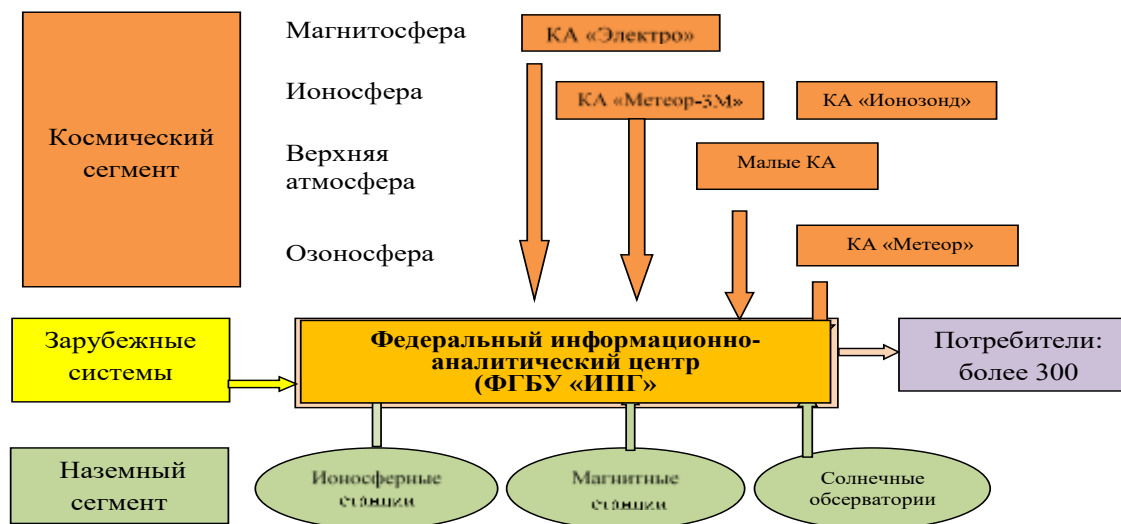 Магнитосфера
КА «Электро»
Ионосфера
КА «Метеор-3М»
КА «Ионозонд»
Космический
сегмент
Верхняя
атмосфера
Малые КА
Озоносфера
КА «Метеор»
Зарубежные
системы
Федеральный информационно-
аналитический центр
(ФГБУ «ИПГ»
Потребители:
более 300
Наземный
сегмент
Ионосферные
станции
Магнитные
станции
Солнечные
обсерватории